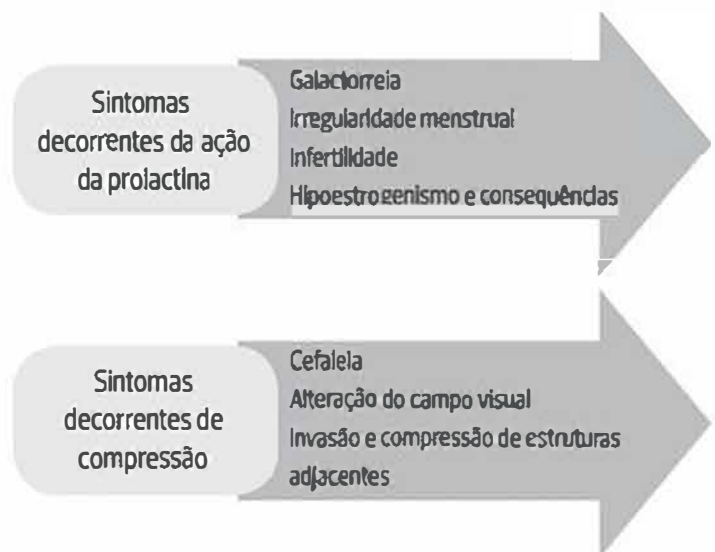 Sintomas
decorrentes da ação
da prolactina
Galactorreia
Irregularidade menstrual
Infertilidade
Hipoestrogenismo e consequências
Sintomas
decorrentes de
compressão
Cefaleia
Alteração do campo visual
Invasão e compressão de estruturas
adjacentes